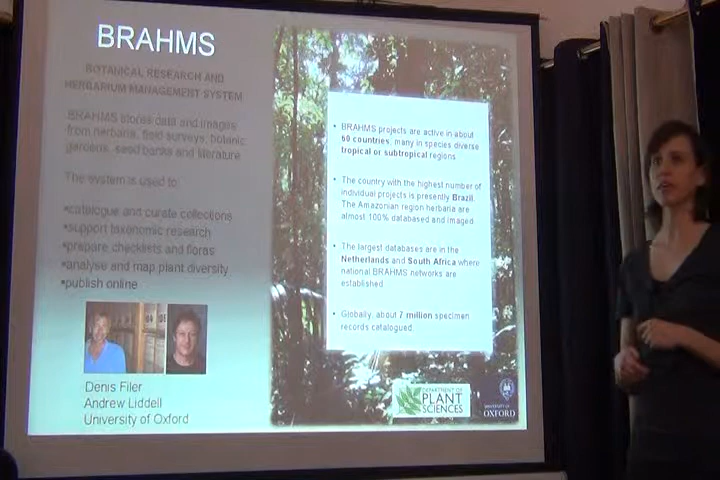 BRAHMS
BOTANICAL RESEARCH AND
HERBARIUM MANAGEMENT SYSTEM
BRAHMS stores data and images
from herbaria, field surveys, botanic
gardens, seed banks and literature
The system is used to:
•catalogue and curate collections
•support taxonomic research
•prepare checklists and floras
•analyse and map plant diversity
•publish online
Denis Filer
Andrew Liddell
University of Oxford
• BRAHMS projects are active in about
60 countries, many in species diverse
tropical or subtropical regions.
• The country with the highest number of
individual projects is presently Brazil.
The Amazonian region herbaria are
almost 100% databased and imaged.
• The largest databases are in the
Netherlands and South Africa where
national BRAHMS networks are
established.
• Globally, about 7 million specimen
records catalogued.
DEPARTMENT OF
PLANT
SCIENCES
UNIVERSITY OF
OXFORD